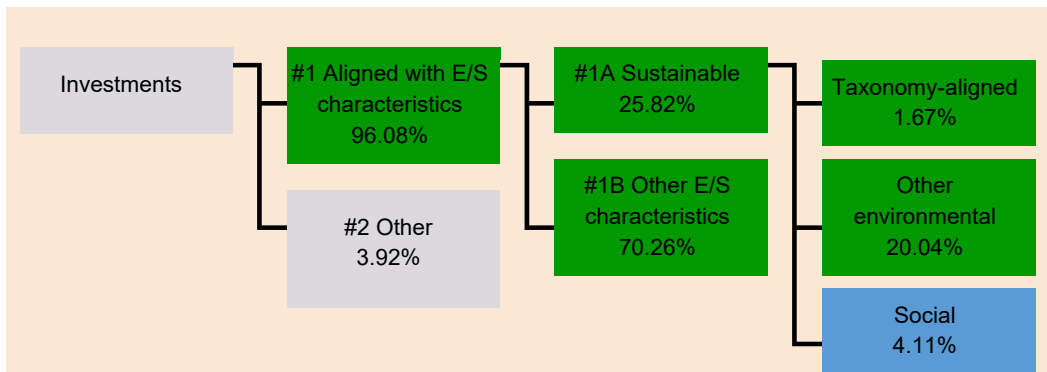 Investments
#1 Aligned with E/S
characteristics
96.08%
#2 Other
3.92%
#1A Sustainable
25.82%
#1B Other E/S
characteristics
70.26%
Taxonomy-aligned
1.67%
Other
environmental
20.04%
Social
4.11%